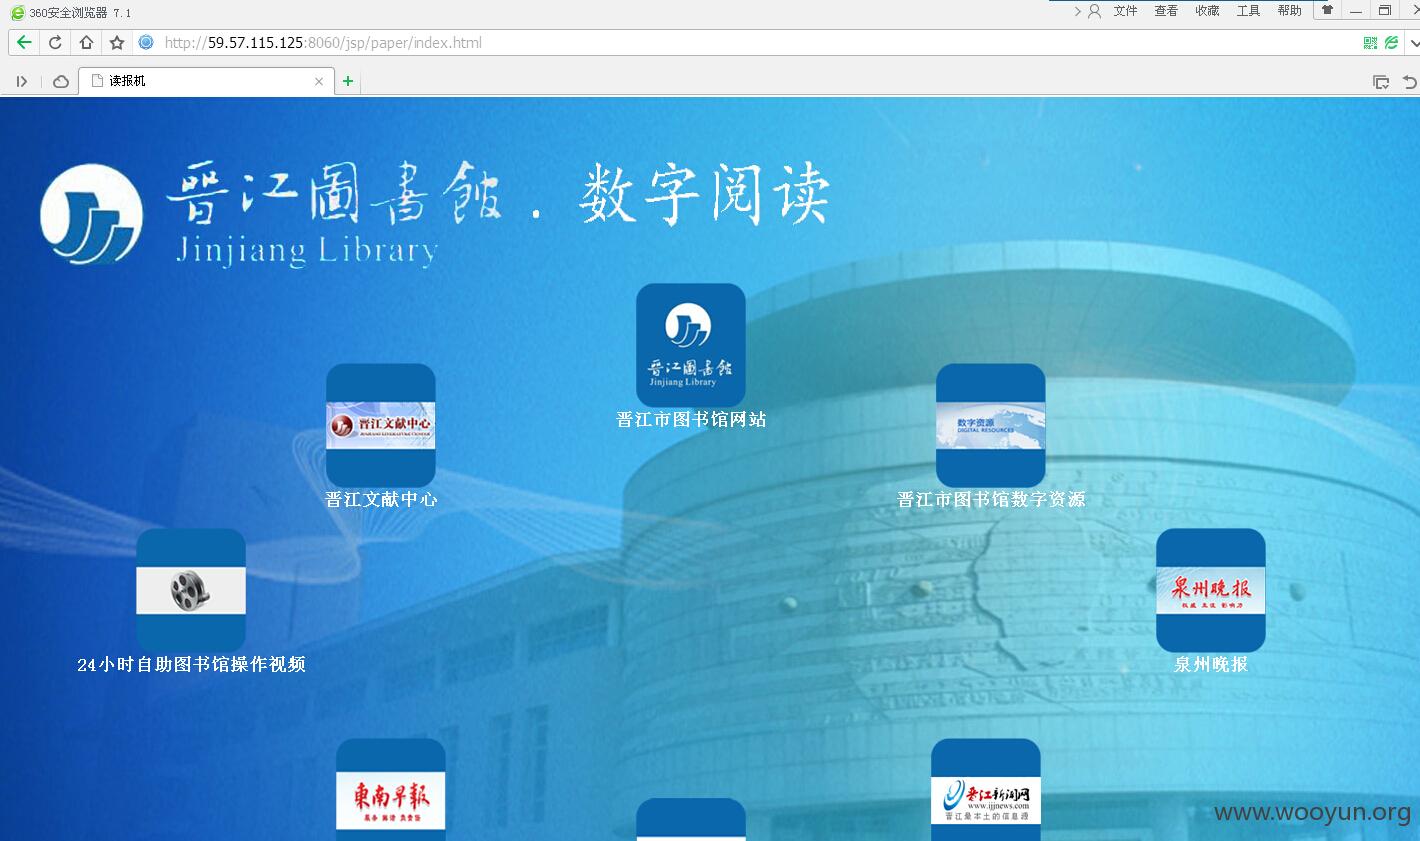 360安全浏览器 7.1
文件 查看 收藏 工具 帮助
http://59.57.115.125:8060/jsp/paper/index.html
读报机
晋江圖書館.数字阅读
Jinjiang Library
晋江圖書館
Jinjiang Library
晋江市图书馆网站
晋江文献中心
晋江文献中心
数字资源
DIGITAL RESOURCES
晋江市图书馆数字资源
24小时自助图书馆操作视频
泉州晚报
权威 主流 影响力
泉州晚报
東南早報
晋江新闻网
www.ijjnews.com
晋江最本土的信息源
www.wooyun.org